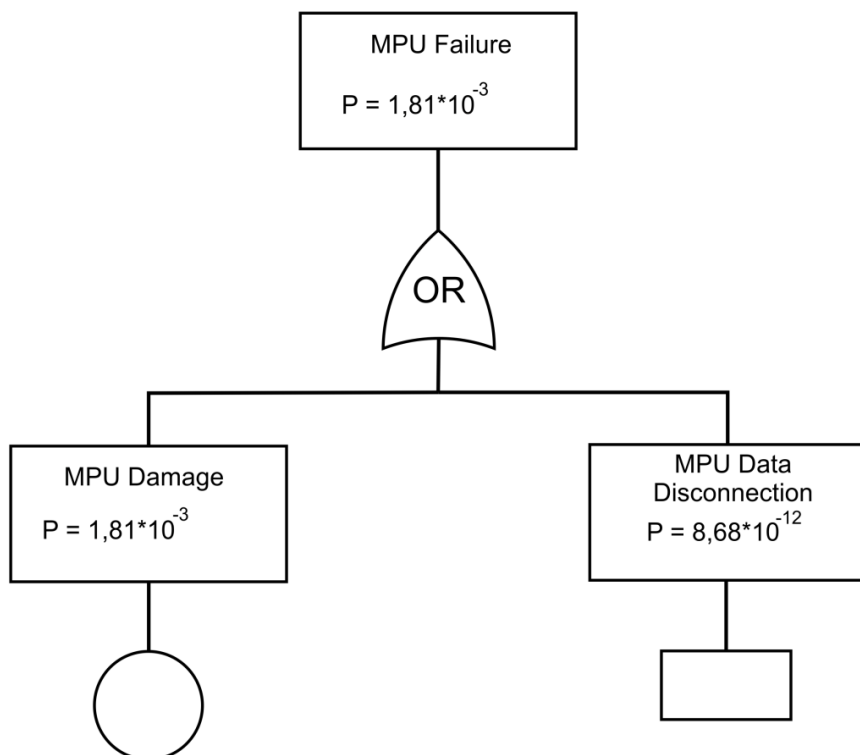 MPU Failure
P = 1,81*10⁻³
OR
MPU Damage
P = 1,81*10⁻³
MPU Data
Disconnection
P = 8,68*10⁻¹²